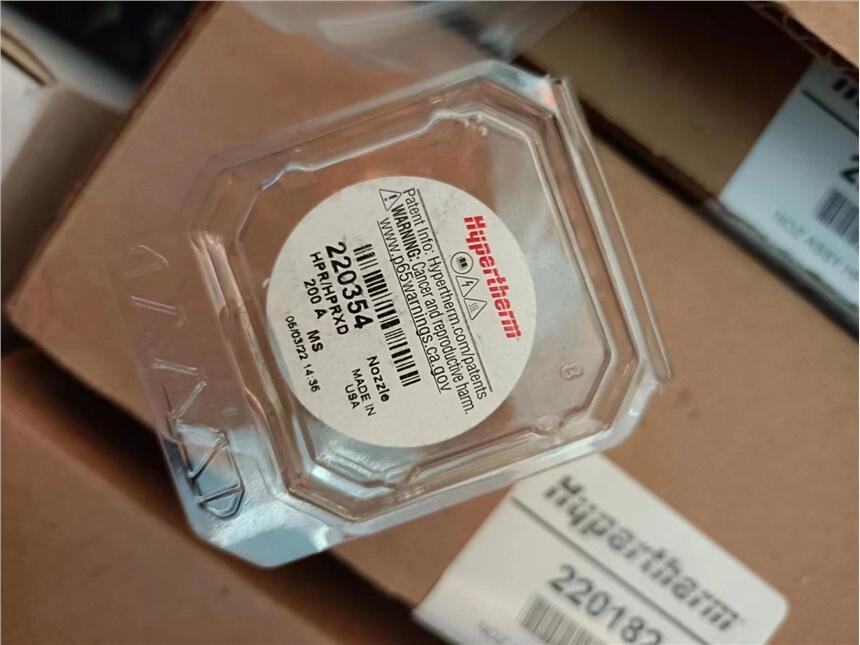 Hypertherm
Patent Info: Hypertherm.com/patents
WARNING: Cancer and reproductive harm.
www.p65warnings.ca.gov
220354
HPR/HPRXD
200 A MS
05/03/22 14:36
Nozzle
MADE IN
USA
B
Hypertherm
220182